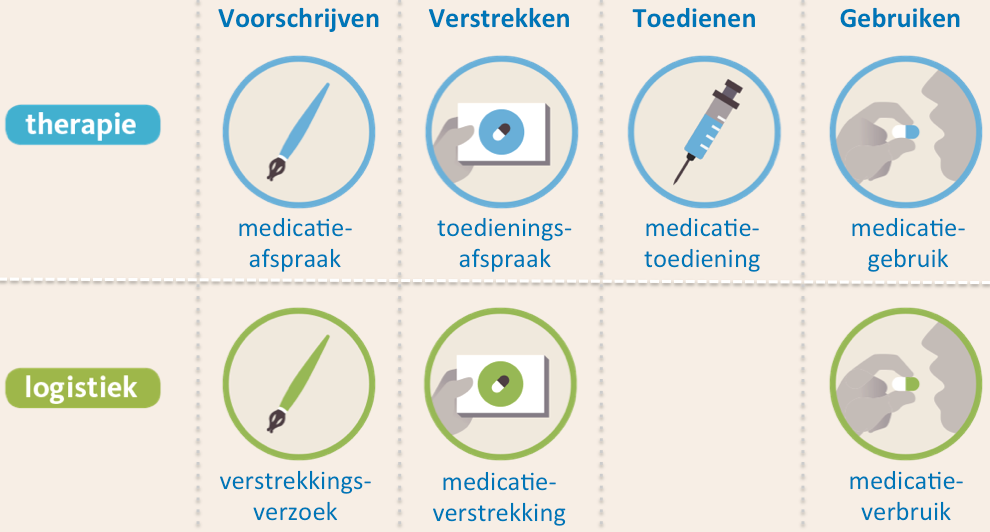 Voorschrijven Verstrekken Toedienen Gebruiken
therapie
medicatie- toedienings- medicatie- medicatie-
afspraak afspraak toediening gebruik
logistiek
verstrekkings- medicatie- medicatie-
verzoek verstrekking verbruik